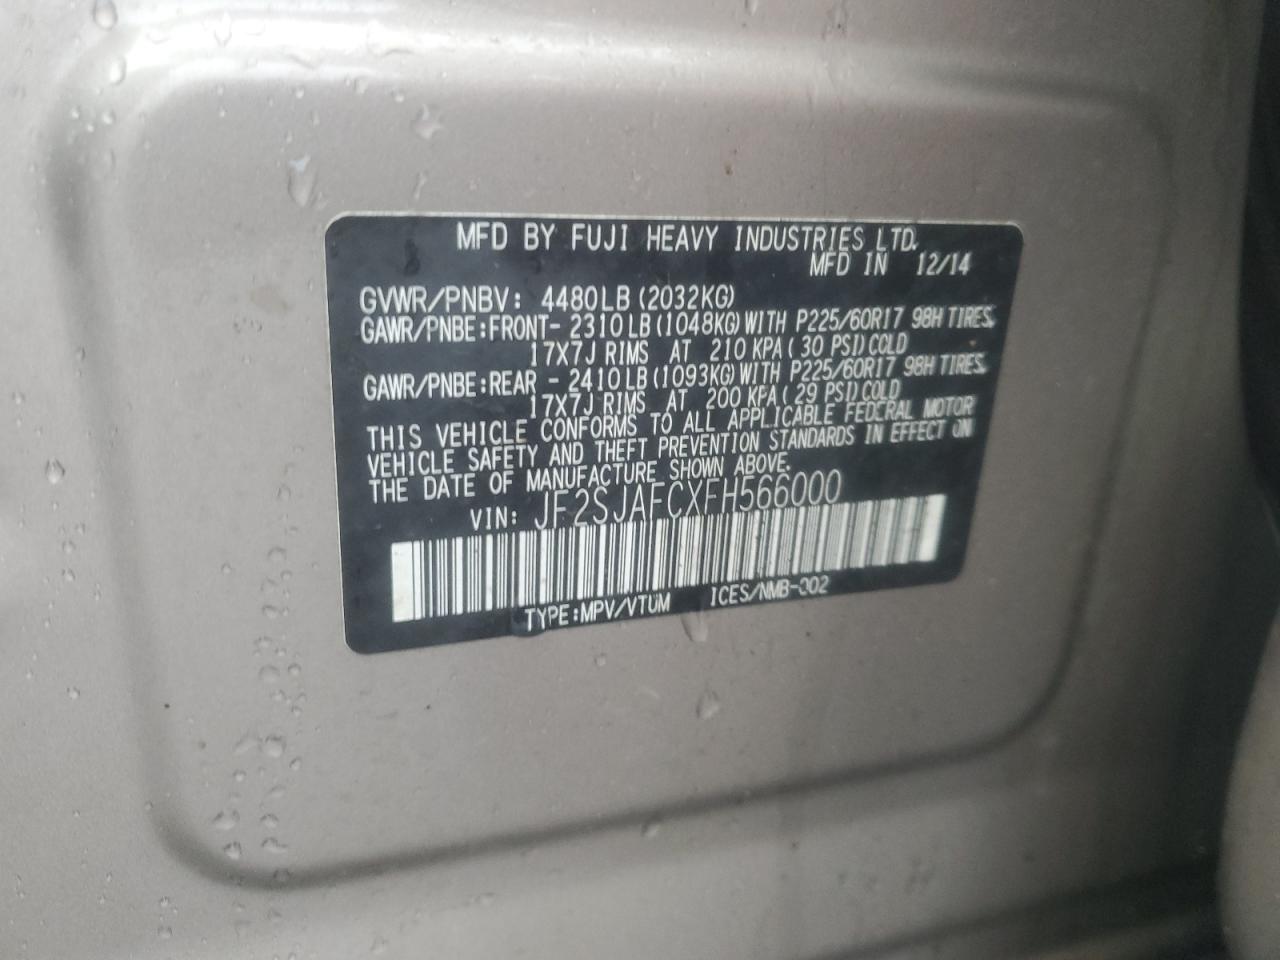 MFD BY FUJI HEAVY INDUSTRIES LTD.
MFD IN 12/14
GVWR/PNBV: 4480LB (2032KG)
GAWR/PNBE:FRONT- 2310LB (1048KG) WITH P225/60R17 98H TIRES,
17X7J RIMS AT 210 KPA ( 30 PSI) COLD
GAWR/PNBE:REAR - 2410LB (1093KG) WITH P225/60R17 98H TIRES,
17X7J RIMS AT 200 KPA ( 29 PSI) COLD
THIS VEHICLE CONFORMS TO ALL APPLICABLE FEDERAL MOTOR
VEHICLE SAFETY AND THEFT PREVENTION STANDARDS IN EFFECT ON
THE DATE OF MANUFACTURE SHOWN ABOVE.
VIN: JF2SJAFCXFH566000
TYPE:MPV/VTUM ICES/NMB-002